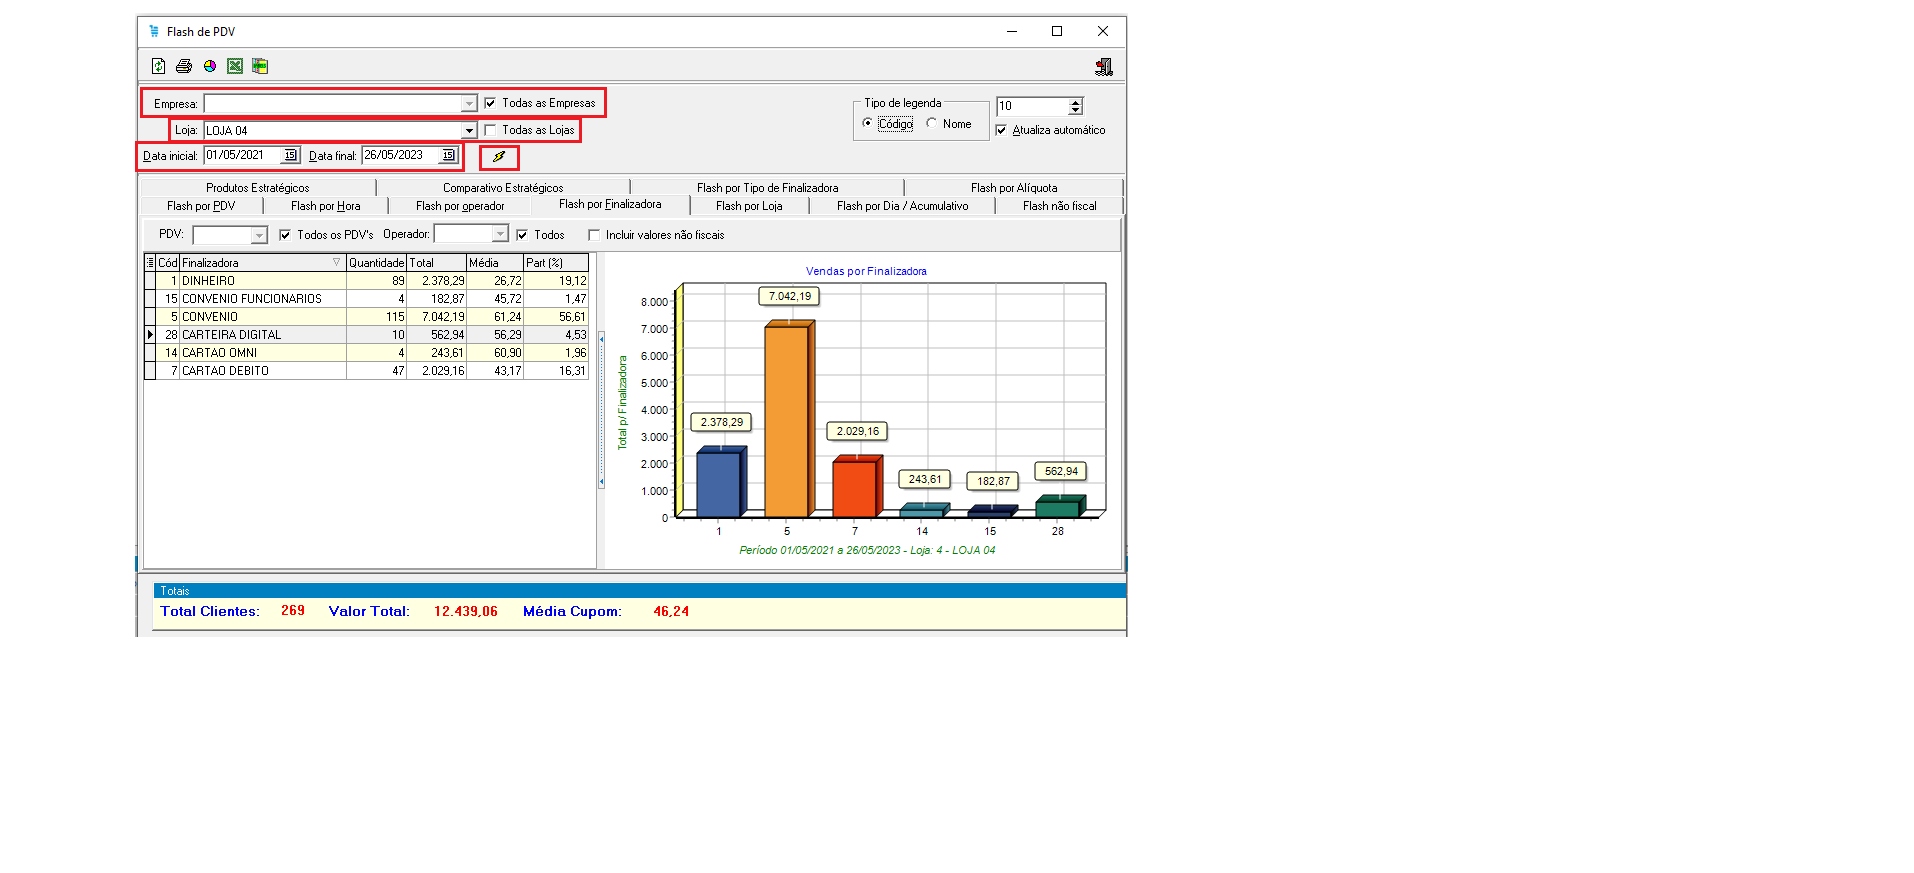 Flash de PDV
Empresa: Todas as Empresas
Tipo de legenda 10
Loja: LOJA 04 Todas as Lojas
Código Nome Atualiza automático
Data inicial: 01/05/2021 15 Data final: 26/05/2023 15
Produtos Estratégicos Comparativo Estratégicos Flash por Tipo de Finalizadora Flash por Alíquota
Flash por PDV Flash por Hora Flash por operador Flash por Finalizadora Flash por Loja Flash por Dia / Acumulativo Flash não fiscal
PDV: Todos os PDV's Operador: Todos Incluir valores não fiscais
Cód Finalizadora Quantidade Total Média Part (%)
1 DINHEIRO 89 2.378,29 26,72 19,12
15 CONVENIO FUNCIONARIOS 4 182,87 45,72 1,47
5 CONVENIO 115 7.042,19 61,24 56,61
28 CARTEIRA DIGITAL 10 562,94 56,29 4,53
14 CARTAO OMNI 4 243,61 60,90 1,96
7 CARTAO DEBITO 47 2.029,16 43,17 16,31
Vendas por Finalizadora
Total p/ Finalizadora
8.000
7.000
6.000
5.000
4.000
3.000
2.000
1.000
0
2.378,29
7.042,19
2.029,16
243,61
182,87
562,94
1 5 7 14 15 28
Período 01/05/2021 a 26/05/2023 - Loja: 4 - LOJA 04
Totais
Total Clientes: 269 Valor Total: 12.439,06 Média Cupom: 46,24